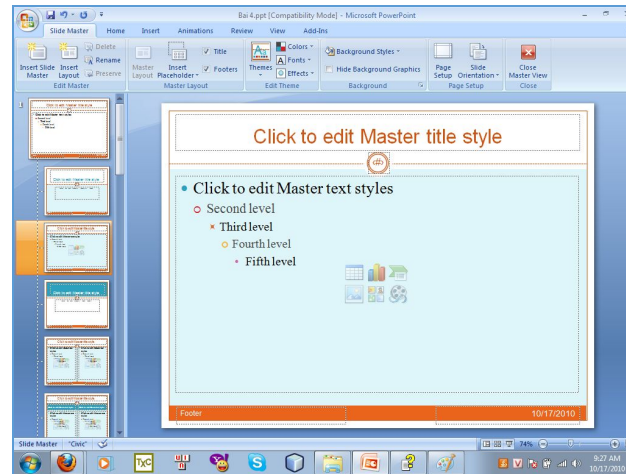 Bai 4.ppt [Compatibility Mode] - Microsoft PowerPoint
Slide Master Home Insert Animations Review View Add-Ins
Insert Slide Master
Insert Layout
Delete
Rename
Preserve
Edit Master
Master Layout
Insert Placeholder
Title
Footers
Master Layout
Themes
Colors
Fonts
Effects
Edit Theme
Background Styles
Hide Background Graphics
Background
Page Setup
Slide Orientation
Page Setup
Close Master View
Close
1
Click to edit Master title style
Click to edit Master text styles
Second level
Third level
Fourth level
Fifth level
Footer 10/17/2010
Slide Master "Civic" 74%
TXC
9:27 AM
10/17/2010